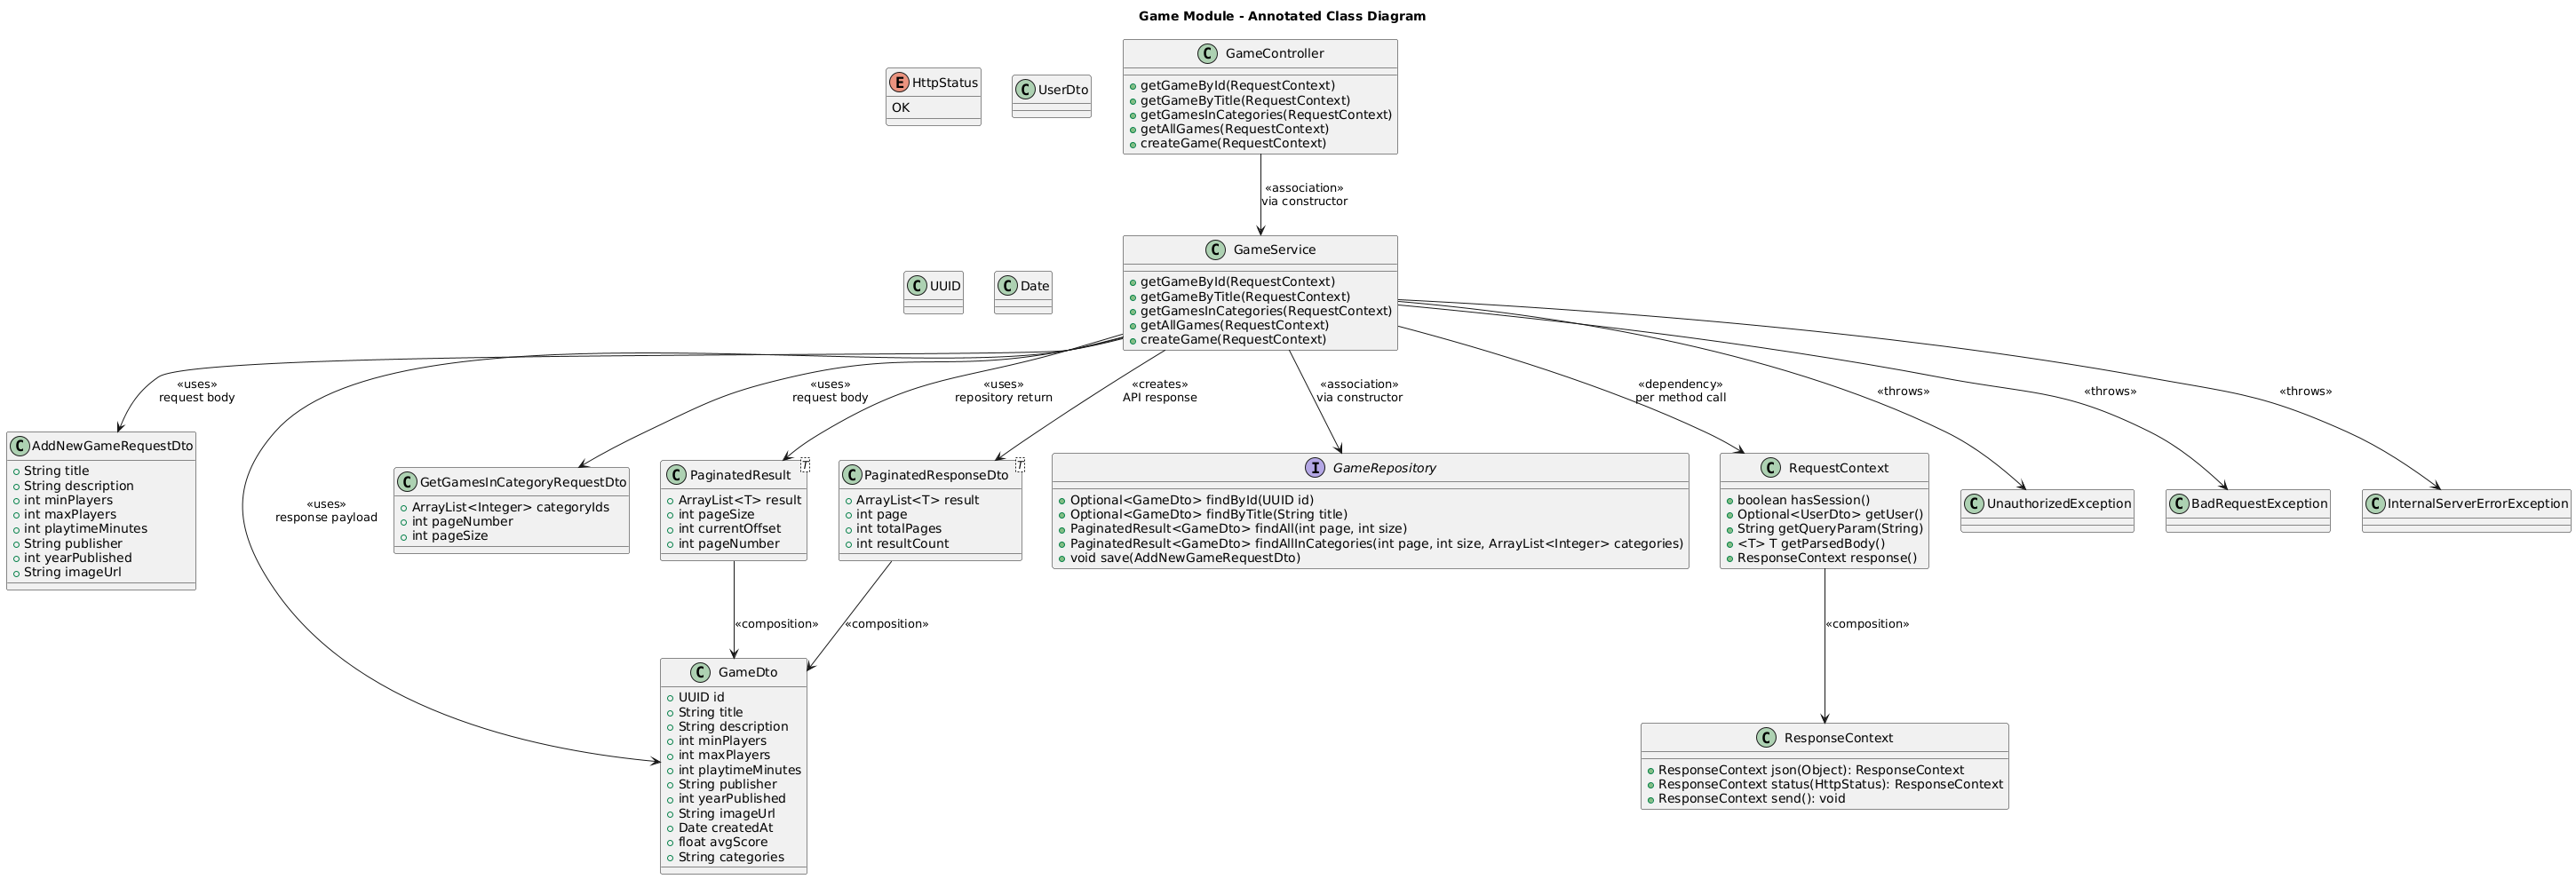 Game Module - Annotated Class Diagram
E HttpStatus
OK
C UserDto
C GameController
getGameById(RequestContext)
getGameByTitle(RequestContext)
getGamesInCategories(RequestContext)
getAllGames(RequestContext)
createGame(RequestContext)
«association»
via constructor
C UUID
C Date
C GameService
getGameById(RequestContext)
getGameByTitle(RequestContext)
getGamesInCategories(RequestContext)
getAllGames(RequestContext)
createGame(RequestContext)
«uses»
request body
«uses»
request body
«uses»
repository return
«creates»
API response
«association»
via constructor
«dependency»
per method call
«throws»
«throws»
«throws»
«uses»
response payload
C AddNewGameRequestDto
String title
String description
int minPlayers
int maxPlayers
int playtimeMinutes
String publisher
int yearPublished
String imageUrl
C GetGamesInCategoryRequestDto
ArrayList<Integer> categoryIds
int pageNumber
int pageSize
C PaginatedResult T
ArrayList<T> result
int pageSize
int currentOffset
int pageNumber
C PaginatedResponseDto T
ArrayList<T> result
int page
int totalPages
int resultCount
I GameRepository
Optional<GameDto> findById(UUID id)
Optional<GameDto> findByTitle(String title)
PaginatedResult<GameDto> findAll(int page, int size)
PaginatedResult<GameDto> findAllInCategories(int page, int size, ArrayList<Integer> categories)
void save(AddNewGameRequestDto)
C RequestContext
boolean hasSession()
Optional<UserDto> getUser()
String getQueryParam(String)
<T> T getParsedBody()
ResponseContext response()
C UnauthorizedException
C BadRequestException
C InternalServerErrorException
«composition»
«composition»
«composition»
C GameDto
UUID id
String title
String description
int minPlayers
int maxPlayers
int playtimeMinutes
String publisher
int yearPublished
String imageUrl
Date createdAt
float avgScore
String categories
C ResponseContext
ResponseContext json(Object): ResponseContext
ResponseContext status(HttpStatus): ResponseContext
ResponseContext send(): void